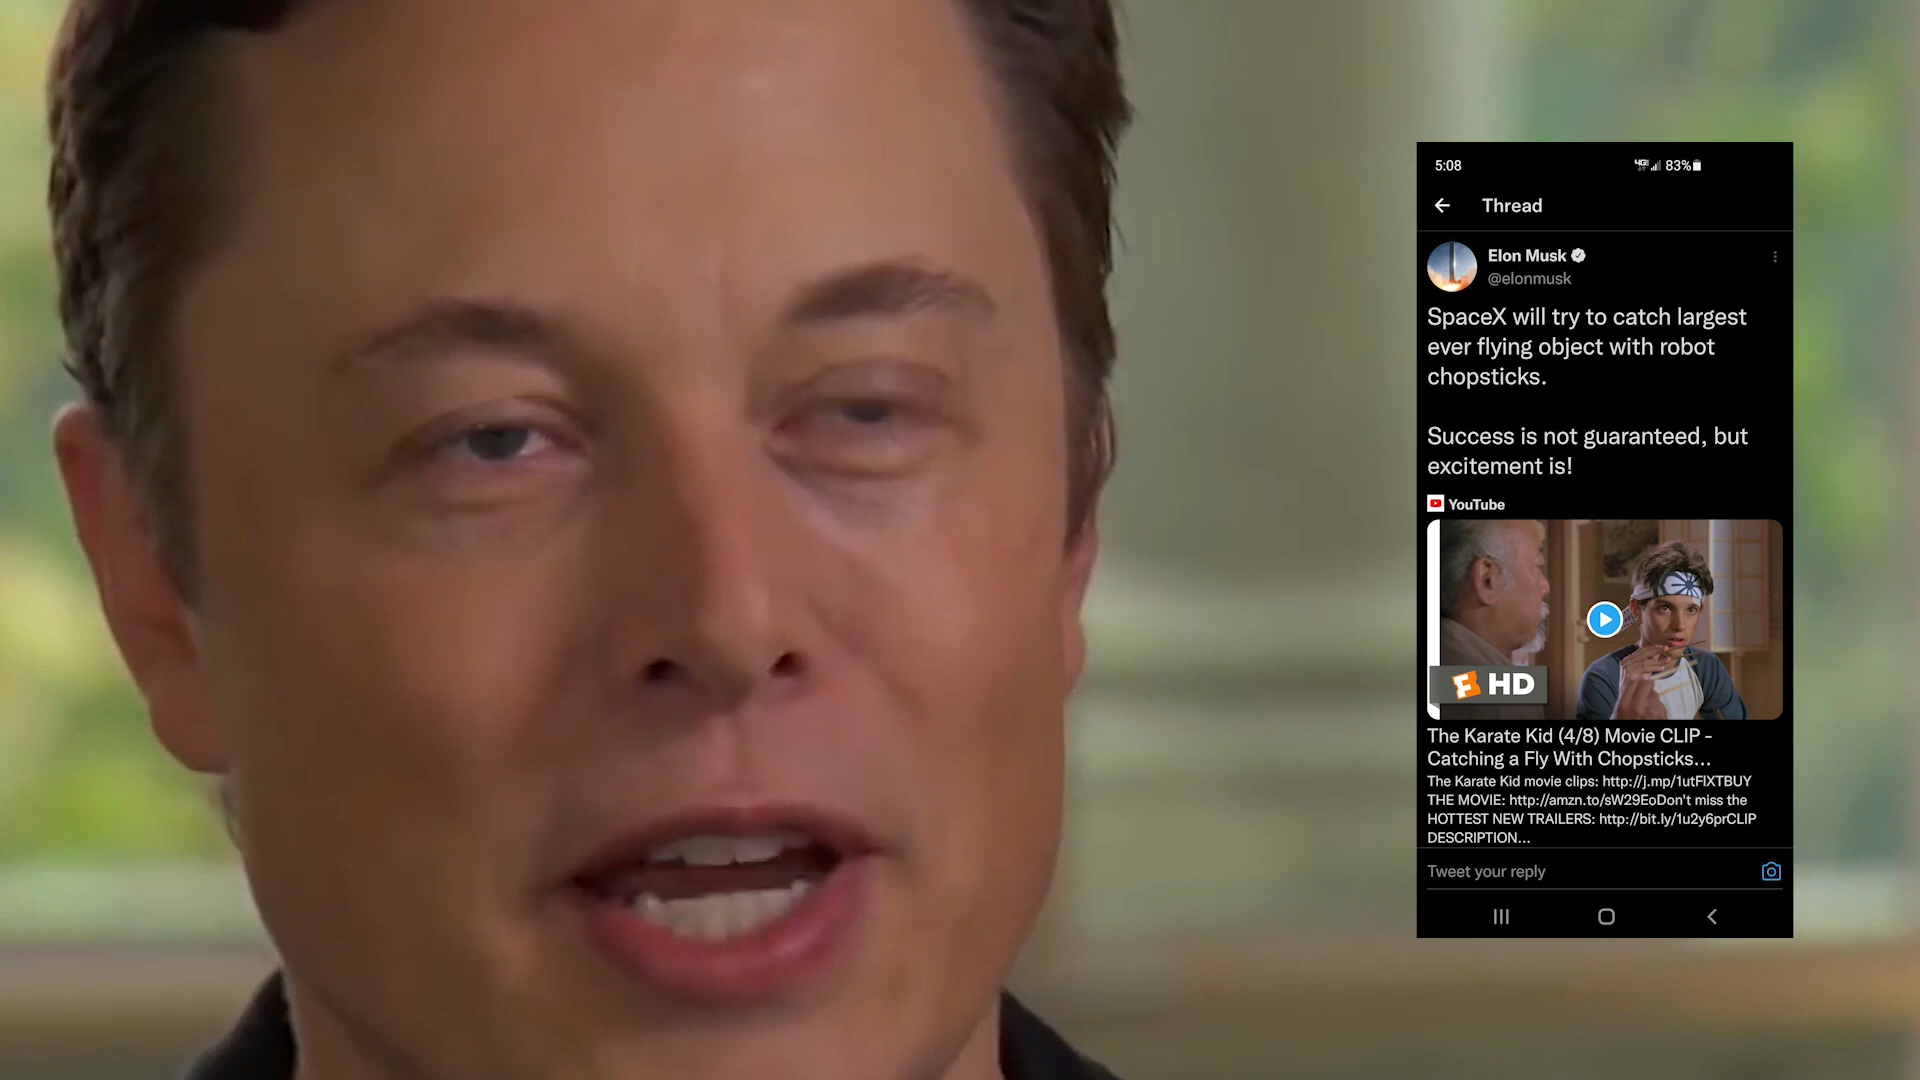 5:08
83%
Thread
Elon Musk
@elonmusk
SpaceX will try to catch largest
ever flying object with robot
chopsticks.
Success is not guaranteed, but
excitement is!
YouTube
HD
The Karate Kid (4/8) Movie CLIP -
Catching a Fly With Chopsticks...
The Karate Kid movie clips: http://j.mp/1utFIXTBUY
THE MOVIE: http://amzn.to/sW29EoDon't miss the
HOTTEST NEW TRAILERS: http://bit.ly/1u2y6prCLIP
DESCRIPTION...
Tweet your reply